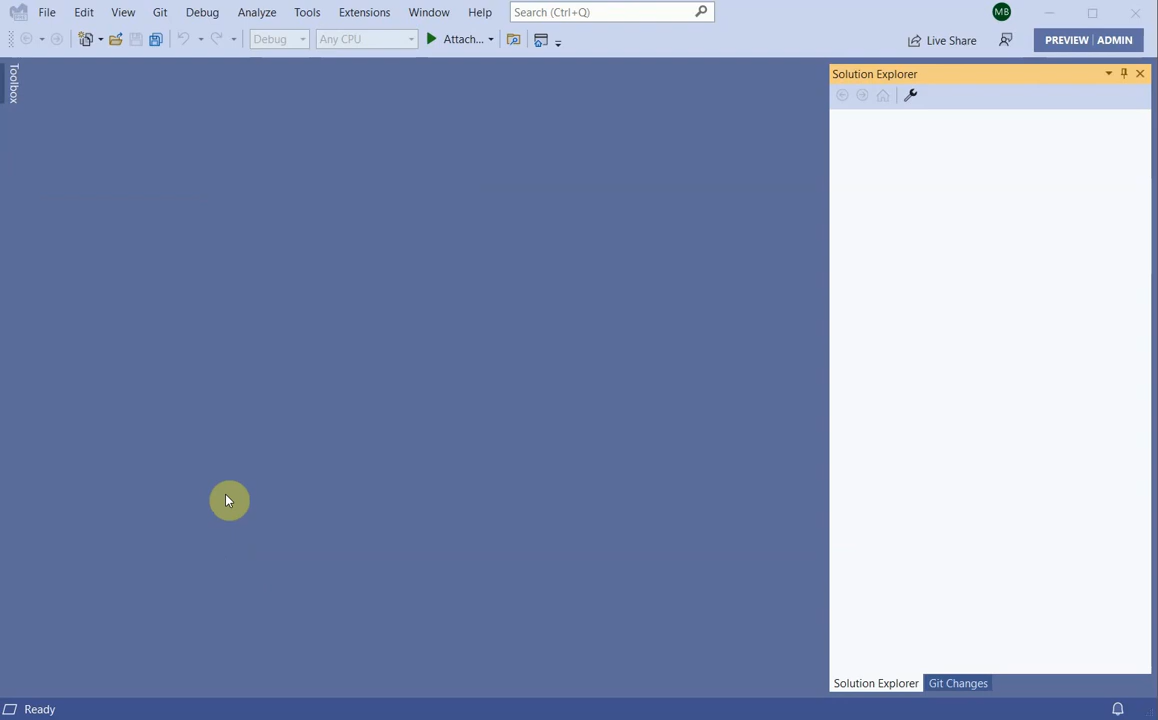 File Edit View Git Debug Tools Analyze Tools Extensions Window Help Search (Ctrl+Q) MB
Debug Any CPU Attach... Live Share PREVIEW ADMIN
Toolbox
Solution Explorer
Solution Explorer Git Changes
Ready